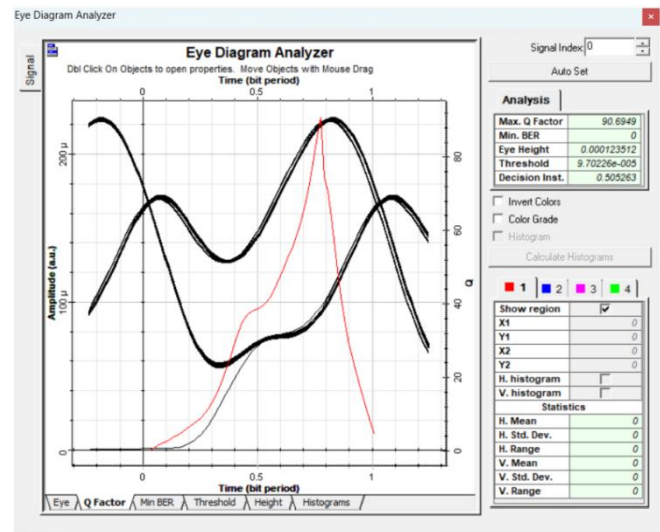 Eye Diagram Analyzer
Signal
Eye Diagram Analyzer
Dbl Click On Objects to open properties. Move Objects with Mouse Drag
Time (bit period)
0 0.5 1
Amplitude (a.u.)
200 µ
100 µ
0
80
60
40
20
0
Q
0 0.5 1
Time (bit period)
Eye Q Factor Min BER Threshold Height Histograms
Signal Index: 0
Auto Set
Analysis
Max. Q Factor 90.6949
Min. BER 0
Eye Height 0.000123512
Threshold 9.70226e-005
Decision Inst. 0.505263
Invert Colors
Color Grade
Histogram
Calculate Histograms
1 2 3 4
Show region
X1 0
Y1 0
X2 0
Y2 0
H. histogram
V. histogram
Statistics
H. Mean 0
H. Std. Dev. 0
H. Range 0
V. Mean 0
V. Std. Dev. 0
V. Range 0